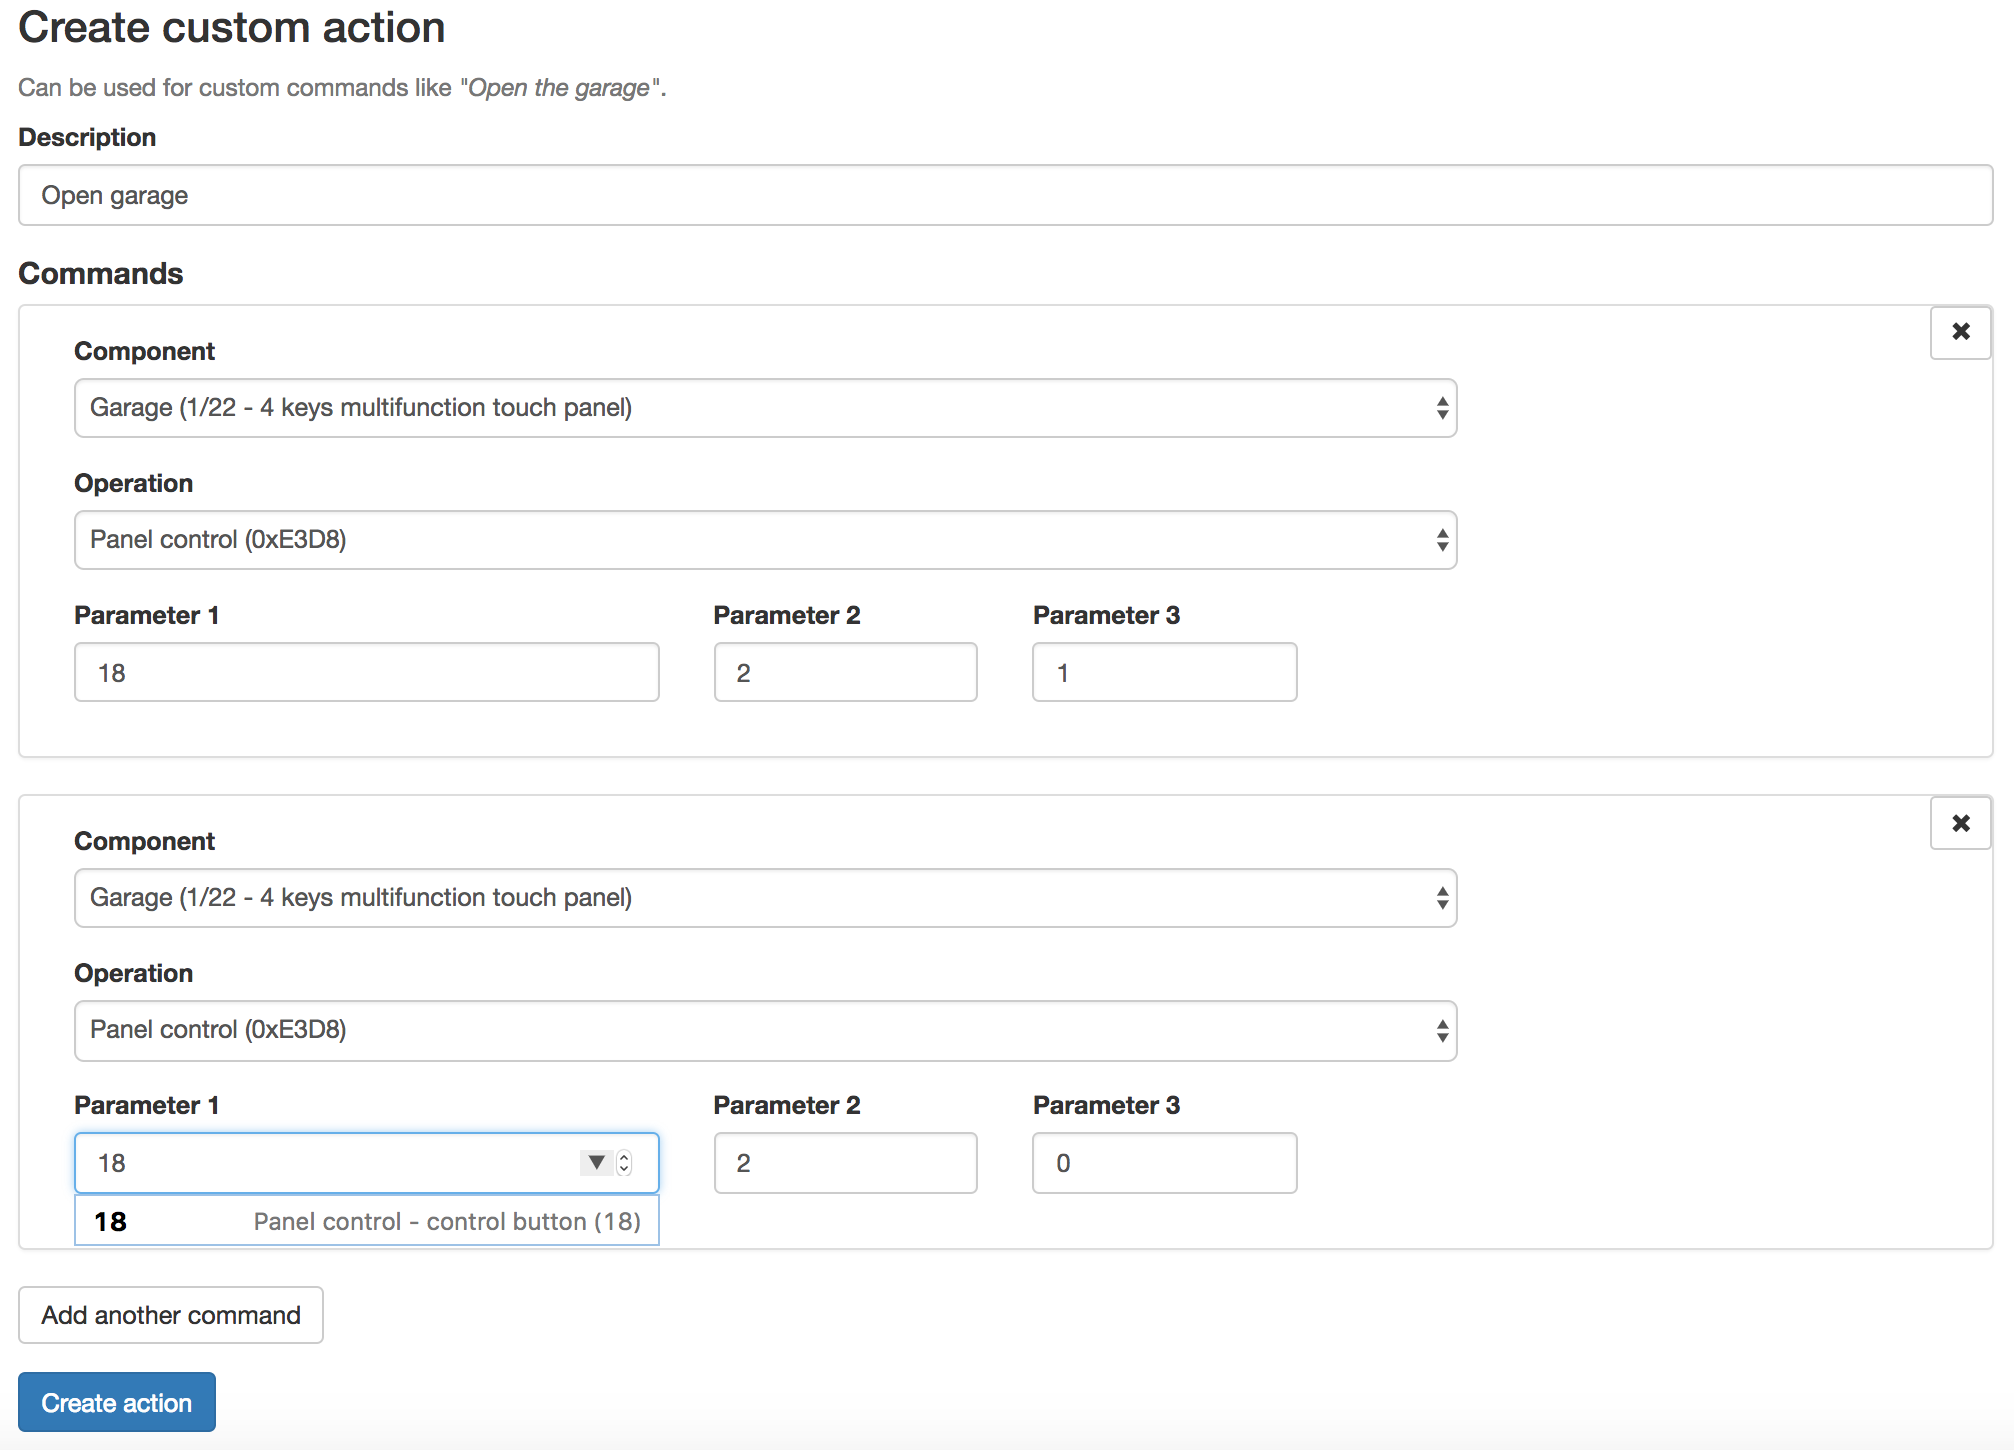 Create custom action
Can be used for custom commands like "Open the garage".
Description
Open garage
Commands
Component
Garage (1/22 - 4 keys multifunction touch panel)
Operation
Panel control (0xE3D8)
Parameter 1 Parameter 2 Parameter 3
18 2 1
Component
Garage (1/22 - 4 keys multifunction touch panel)
Operation
Panel control (0xE3D8)
Parameter 1 Parameter 2 Parameter 3
18 2 0
18 Panel control - control button (18)
Add another command
Create action